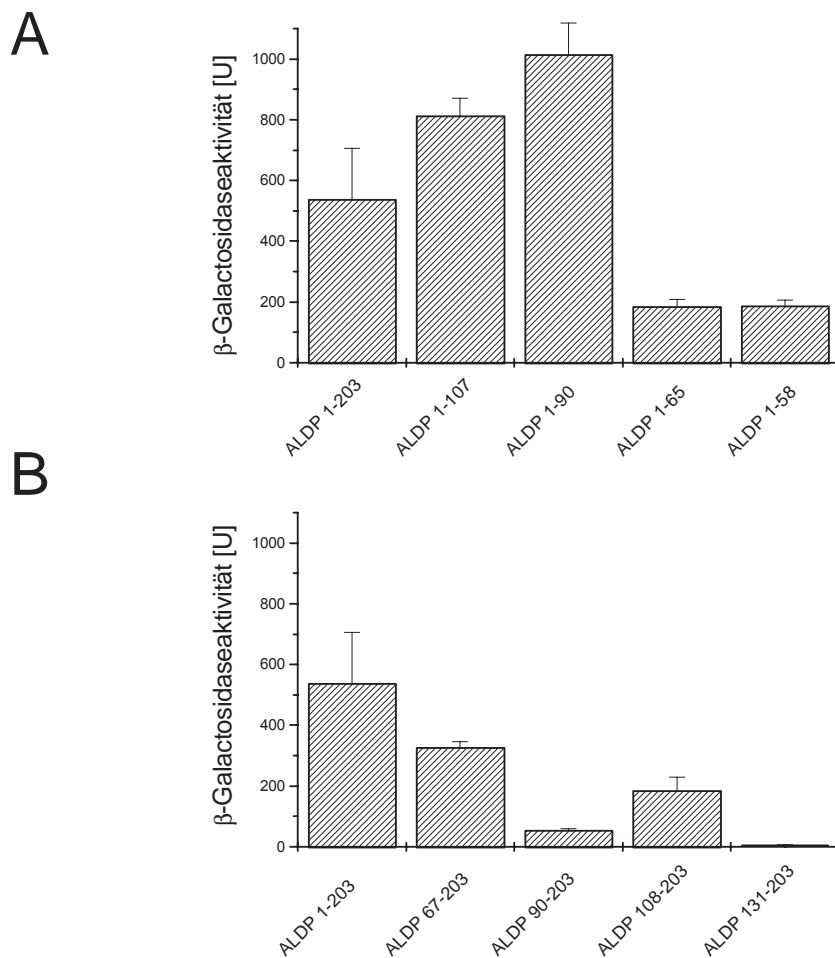 A
β-Galactosidaseaktivität [U]
1000
800
600
400
200
0
ALDP 1-203
ALDP 1-107
ALDP 1-90
ALDP 1-65
ALDP 1-58
B
β-Galactosidaseaktivität [U]
1000
800
600
400
200
0
ALDP 1-203
ALDP 67-203
ALDP 90-203
ALDP 108-203
ALDP 131-203